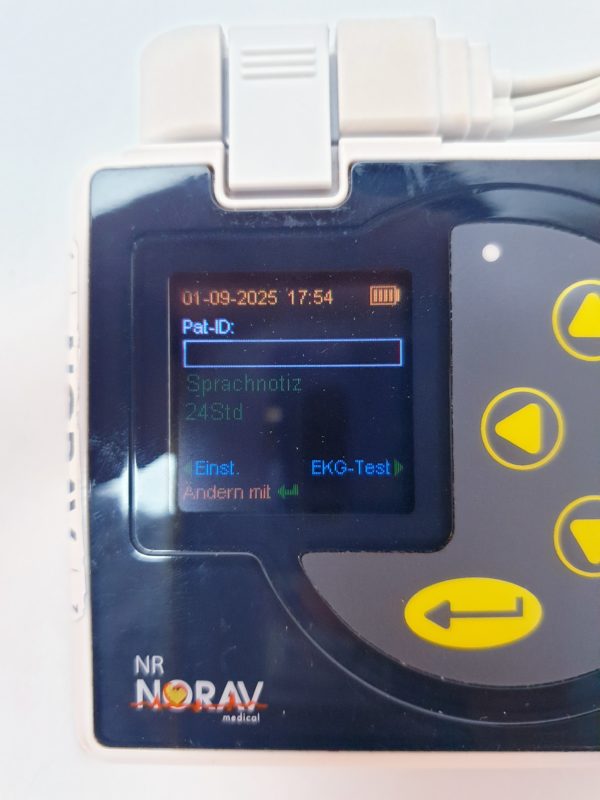 01-09-2025 17:54
Pat-ID:
Sprachnotiz
24Std
Einst. EKG-Test
Ändern mit
NR
NORAV
medical